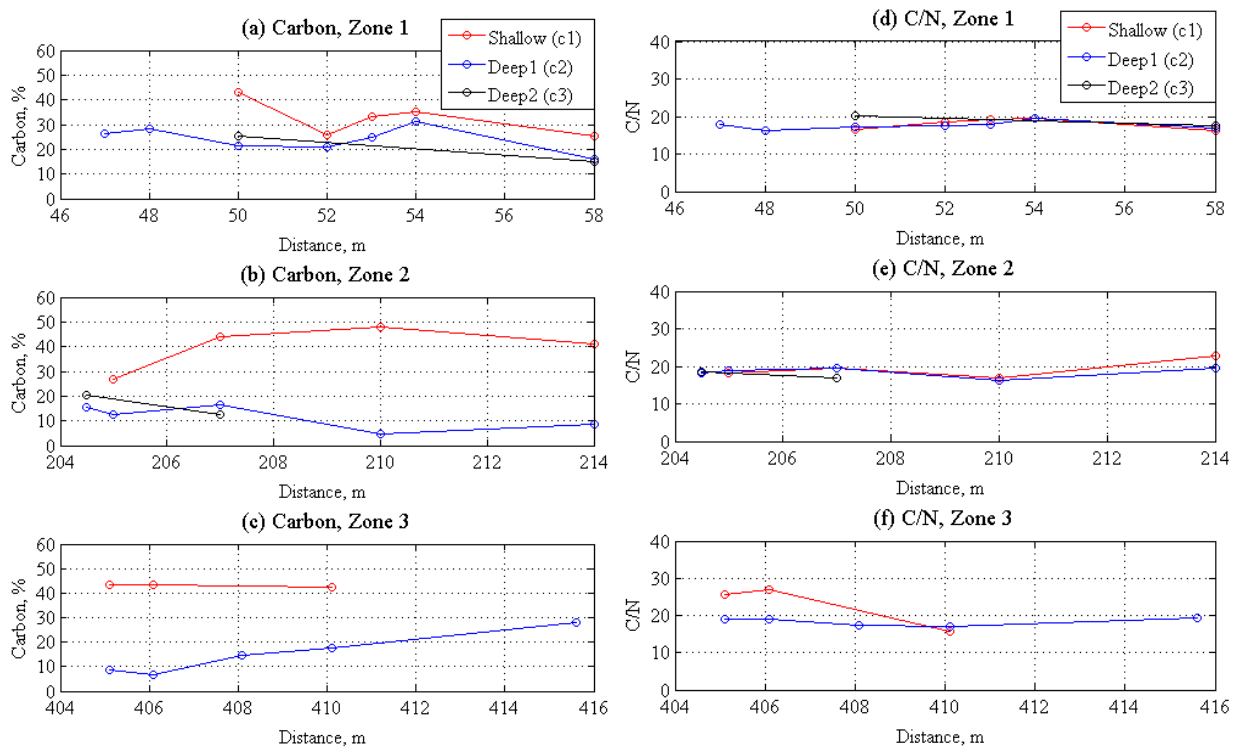 (a) Carbon, Zone 1
Shallow (c1)
Deep1 (c2)
Deep2 (c3)
Carbon, %
60
50
40
30
20
10
0
46 48 50 52 54 56 58
Distance, m
(d) C/N, Zone 1
Shallow (c1)
Deep1 (c2)
Deep2 (c3)
C/N
40
30
20
10
0
46 48 50 52 54 56 58
Distance, m
(b) Carbon, Zone 2
Carbon, %
60
50
40
30
20
10
0
204 206 208 210 212 214
Distance, m
(e) C/N, Zone 2
C/N
40
30
20
10
0
204 206 208 210 212 214
Distance, m
(c) Carbon, Zone 3
Carbon, %
60
50
40
30
20
10
0
404 406 408 410 412 414 416
Distance, m
(f) C/N, Zone 3
C/N
40
30
20
10
0
404 406 408 410 412 414 416
Distance, m